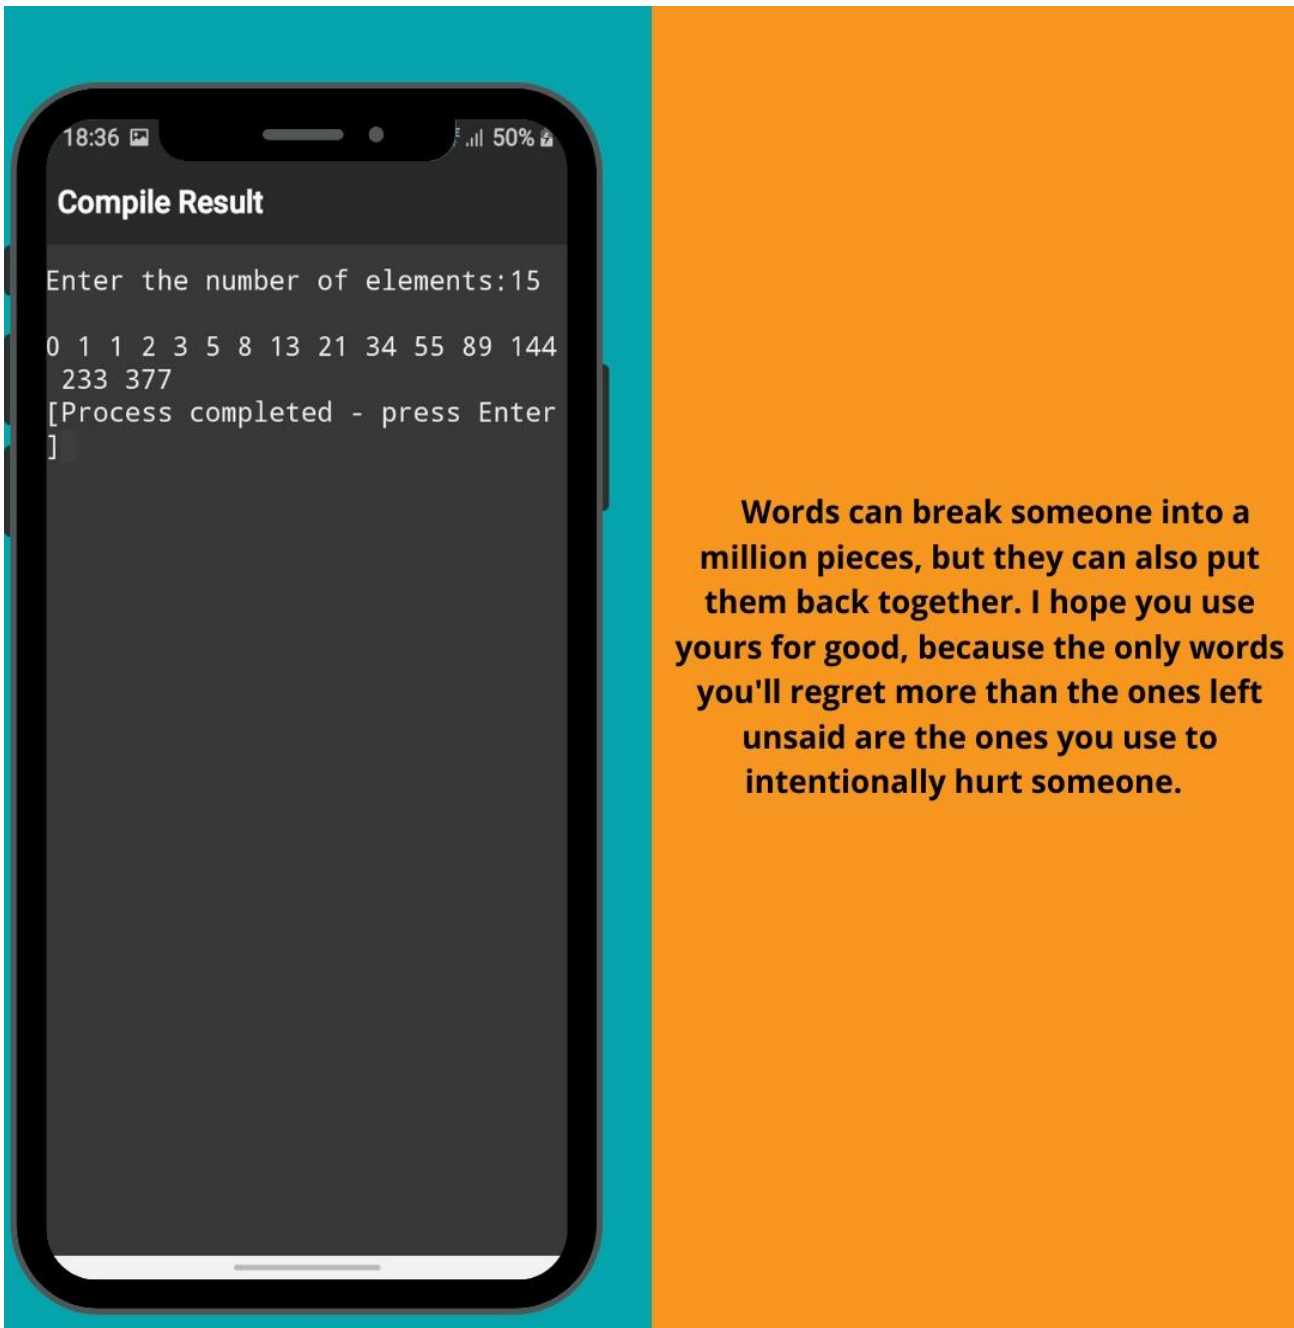 18:36
50%
Compile Result
Enter the number of elements:15
0 1 1 2 3 5 8 13 21 34 55 89 144
233 377
[Process completed - press Enter
]
Words can break someone into a
million pieces, but they can also put
them back together. I hope you use
yours for good, because the only words
you'll regret more than the ones left
unsaid are the ones you use to
intentionally hurt someone.